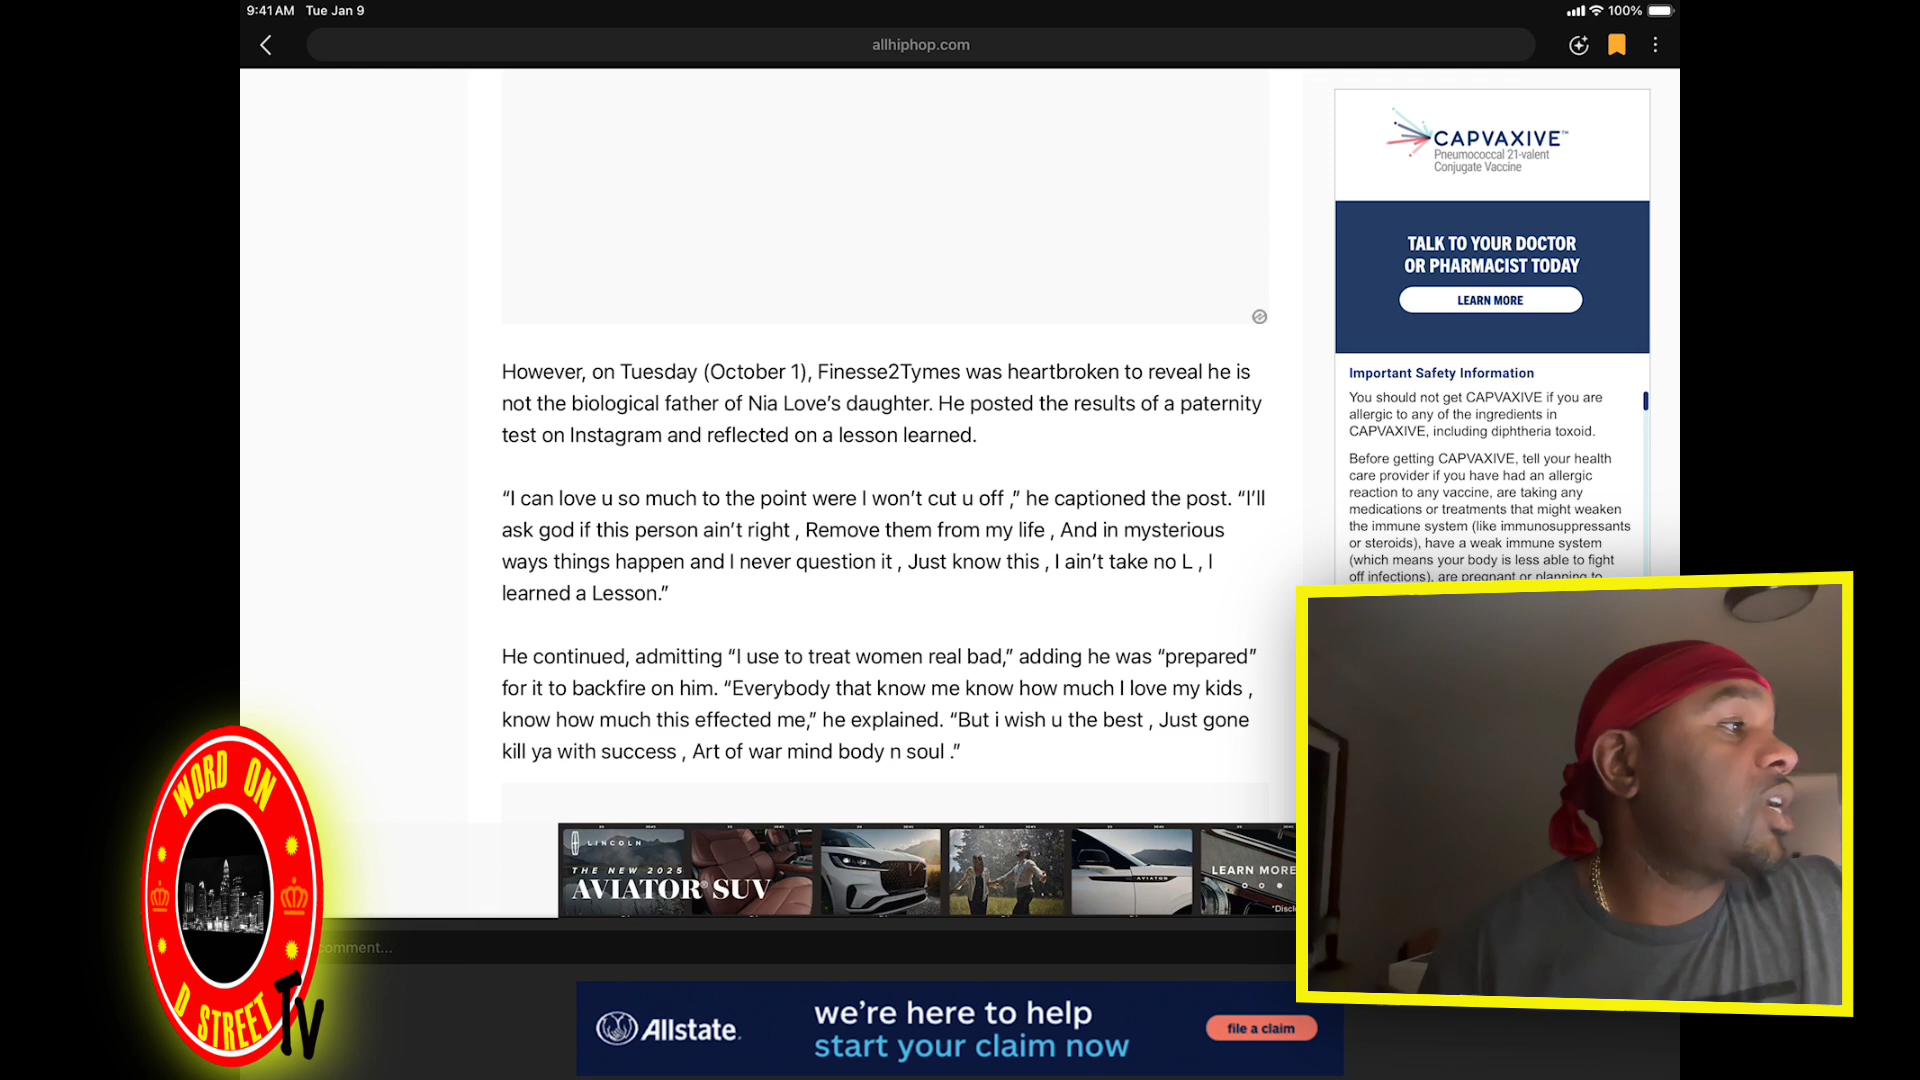 9:41 AM Tue Jan 9
100%
allhiphop.com
CAPVAXIVE™
Pneumococcal 21-valent
Conjugate Vaccine
TALK TO YOUR DOCTOR
OR PHARMACIST TODAY
LEARN MORE
Important Safety Information
You should not get CAPVAXIVE if you are
allergic to any of the ingredients in
CAPVAXIVE, including diphtheria toxoid.
Before getting CAPVAXIVE, tell your health
care provider if you have had an allergic
reaction to any vaccine, are taking any
medications or treatments that might weaken
the immune system (like immunosuppressants
or steroids), have a weak immune system
(which means your body is less able to fight
off infections), are pregnant or planning to
However, on Tuesday (October 1), Finesse2Tymes was heartbroken to reveal he is
not the biological father of Nia Love’s daughter. He posted the results of a paternity
test on Instagram and reflected on a lesson learned.
“I can love u so much to the point were I won’t cut u off ,” he captioned the post. “I’ll
ask god if this person ain’t right , Remove them from my life , And in mysterious
ways things happen and I never question it , Just know this , I ain’t take no L , I
learned a Lesson.”
He continued, admitting “I use to treat women real bad,” adding he was “prepared”
for it to backfire on him. “Everybody that know me know how much I love my kids ,
know how much this effected me,” he explained. “But i wish u the best , Just gone
kill ya with success , Art of war mind body n soul .”
LINCOLN
THE NEW 2025
AVIATOR® SUV
AVIATOR
LEARN MORE
comment...
Allstate.
we’re here to help
start your claim now
file a claim
WORD ON
D STREET
TV